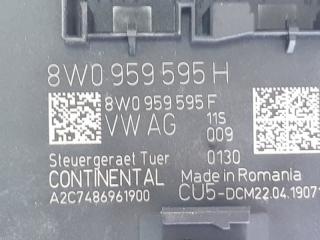 8W0 959 595 H
8W0 959 595 F
VW AG 11S
009
Steuergeraet Tuer 0130
CONTINENTAL Made in Romania
A2C7486961900 CU5-DCM22.04.19071